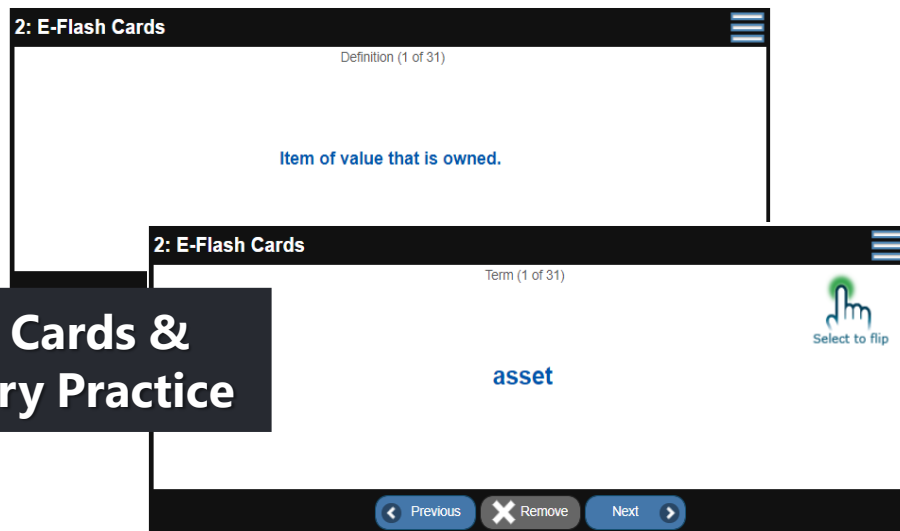 2: E-Flash Cards
Definition (1 of 31)
Item of value that is owned.
2: E-Flash Cards
Term (1 of 31)
Select to flip
asset
Cards &
ry Practice
Previous
Remove
Next